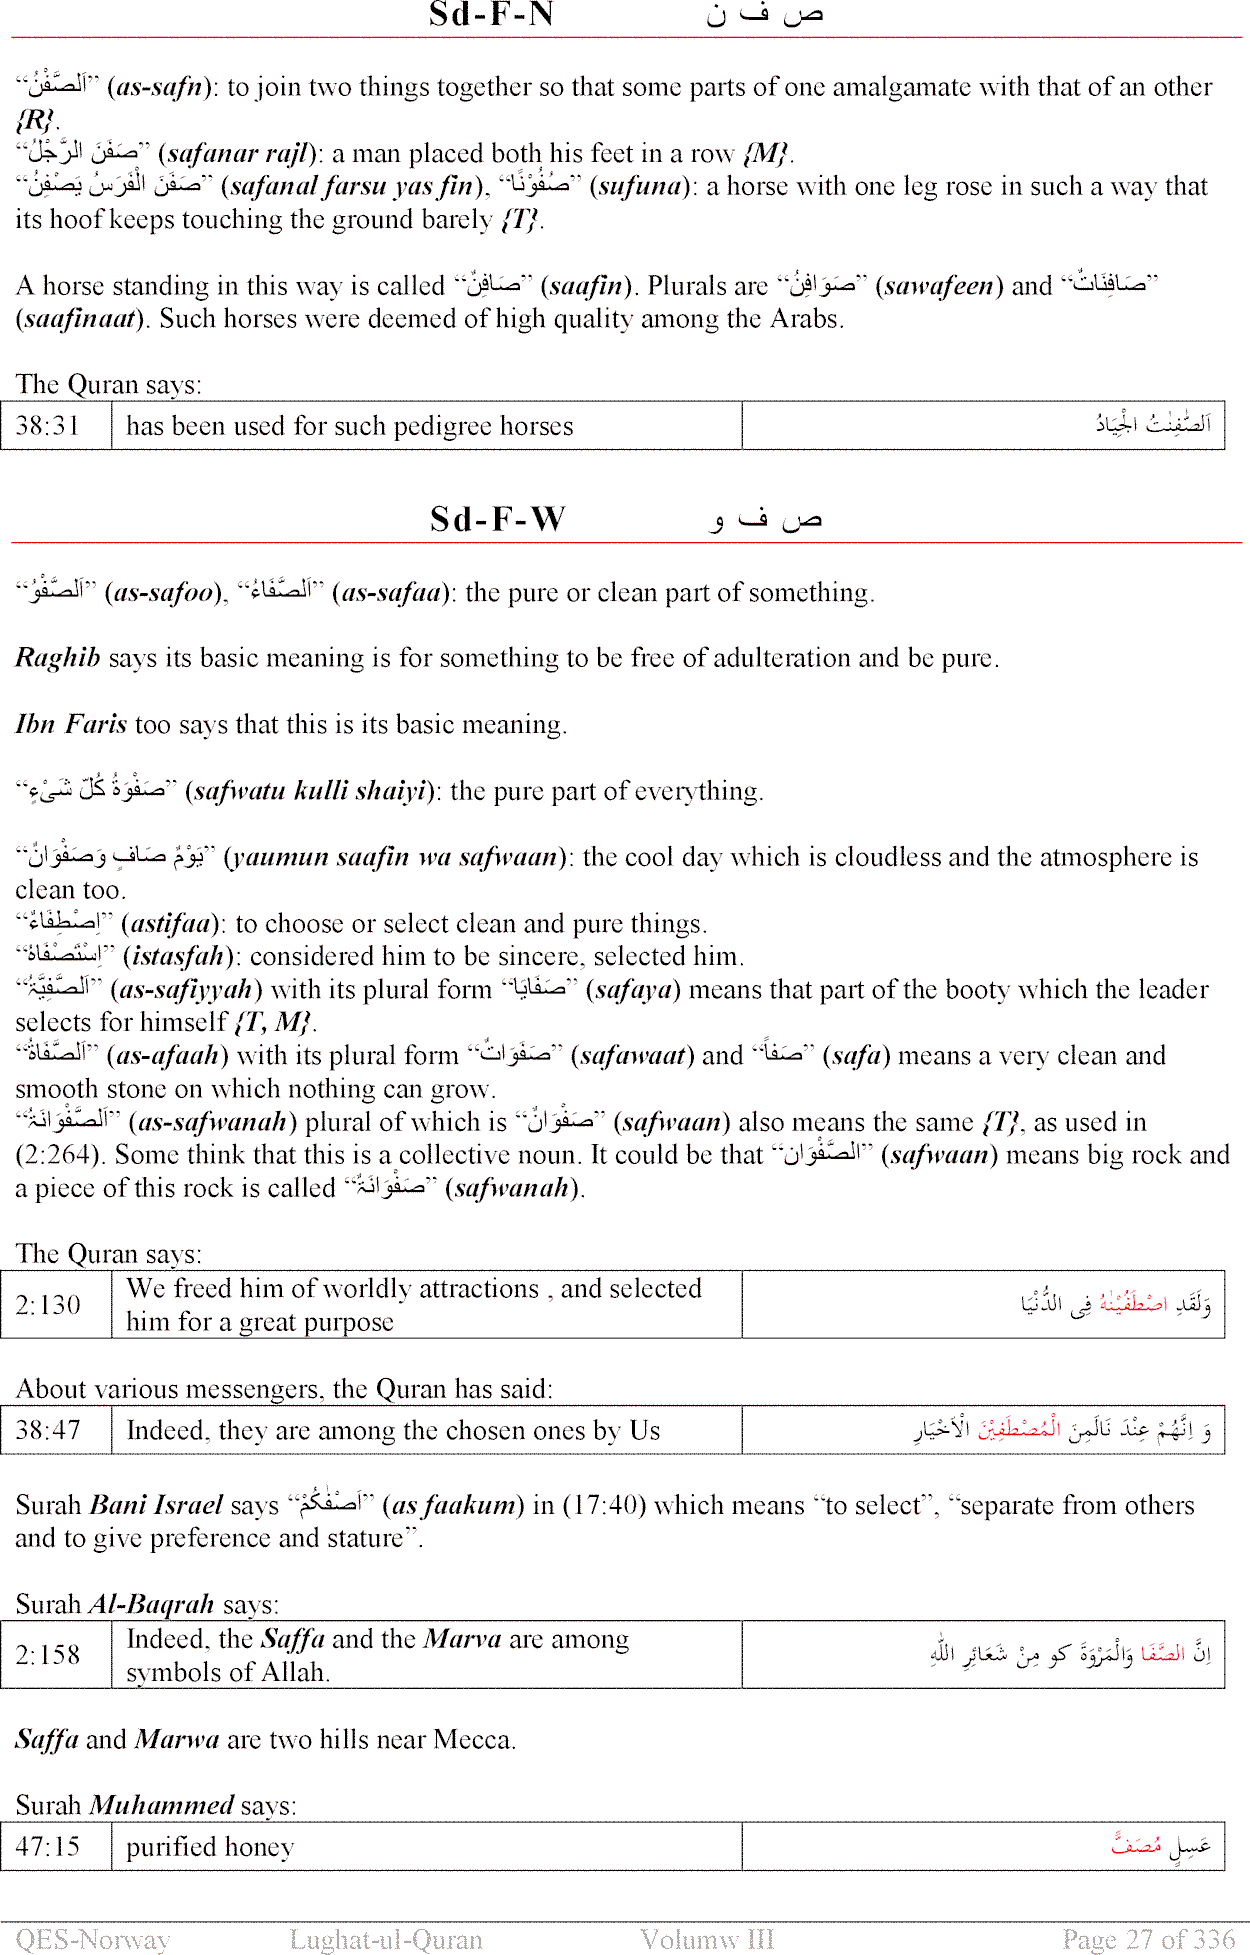 Sd-F-N ص ف ن
“اَلصَّفْنُ” (as-safn): to join two things together so that some parts of one amalgamate with that of an other
{R}.
“صَفَنَ الرَّجْلُ” (safanar rajl): a man placed both his feet in a row {M}.
“صَفَنَ الْفَرَسُ يَصْفِنُ” (safanal farsu yas fin), “صُفُوْنًا” (sufuna): a horse with one leg rose in such a way that
its hoof keeps touching the ground barely {T}.
A horse standing in this way is called “صَافِنٌ” (saafin). Plurals are “صَوَافِنُ” (sawafeen) and “صَافِنَاتٌ”
(saafinaat). Such horses were deemed of high quality among the Arabs.
The Quran says:
38:31 has been used for such pedigree horses اَلصّٰفِنٰتُ الْجِيَادُ
Sd-F-W ص ف و
“اَلصَّفْوُ” (as-safoo), “اَلصَّفَاءُ” (as-safaa): the pure or clean part of something.
Raghib says its basic meaning is for something to be free of adulteration and be pure.
Ibn Faris too says that this is its basic meaning.
“صَفْوَةُ كُلّ شَىْءٍ” (safwatu kulli shaiyi): the pure part of everything.
“يَوْمٌ صَافٍ وَصَفْوَانٌ” (yaumun saafin wa safwaan): the cool day which is cloudless and the atmosphere is
clean too.
“اِصْطِفَاءٌ” (astifaa): to choose or select clean and pure things.
“اِسْتَصْفَاهُ” (istasfah): considered him to be sincere, selected him.
“اَلصَّفِيَّۃُ” (as-safiyyah) with its plural form “صَفَايَا” (safaya) means that part of the booty which the leader
selects for himself {T, M}.
“اَلصَّفَاةُ” (as-afaah) with its plural form “صَفَوَاتٌ” (safawaat) and “صَفاً” (safa) means a very clean and
smooth stone on which nothing can grow.
“اَلصَّفْوَانَۃُ” (as-safwanah) plural of which is “صَفْوَانٌ” (safwaan) also means the same {T}, as used in
(2:264). Some think that this is a collective noun. It could be that “الصَّفْوَان” (safwaan) means big rock and
a piece of this rock is called “صَفْوَانَۃٌ” (safwanah).
The Quran says:
2:130 We freed him of worldly attractions , and selected وَلَقَدِ اصْطَفَيْنٰهُ فِى الدُّنْيَا
him for a great purpose
About various messengers, the Quran has said:
38:47 Indeed, they are among the chosen ones by Us وَ اِنَّهُمْ عِنْدَ نَالَمِنَ الْمُصْطَفِيْنَ الْاَخْيَارِ
Surah Bani Israel says “اَصْفٰكُمْ” (as faakum) in (17:40) which means “to select”, “separate from others
and to give preference and stature”.
Surah Al-Baqrah says:
2:158 Indeed, the Saffa and the Marva are among اِنَّ الصَّفَا وَالْمَرْوَةَ كو مِنْ شَعَائِرِ اللّٰهِ
symbols of Allah.
Saffa and Marwa are two hills near Mecca.
Surah Muhammed says:
47:15 purified honey عَسِلٍ مُصَفًّ
QES-Norway Lughat-ul-Quran Volumw III Page 27 of 336